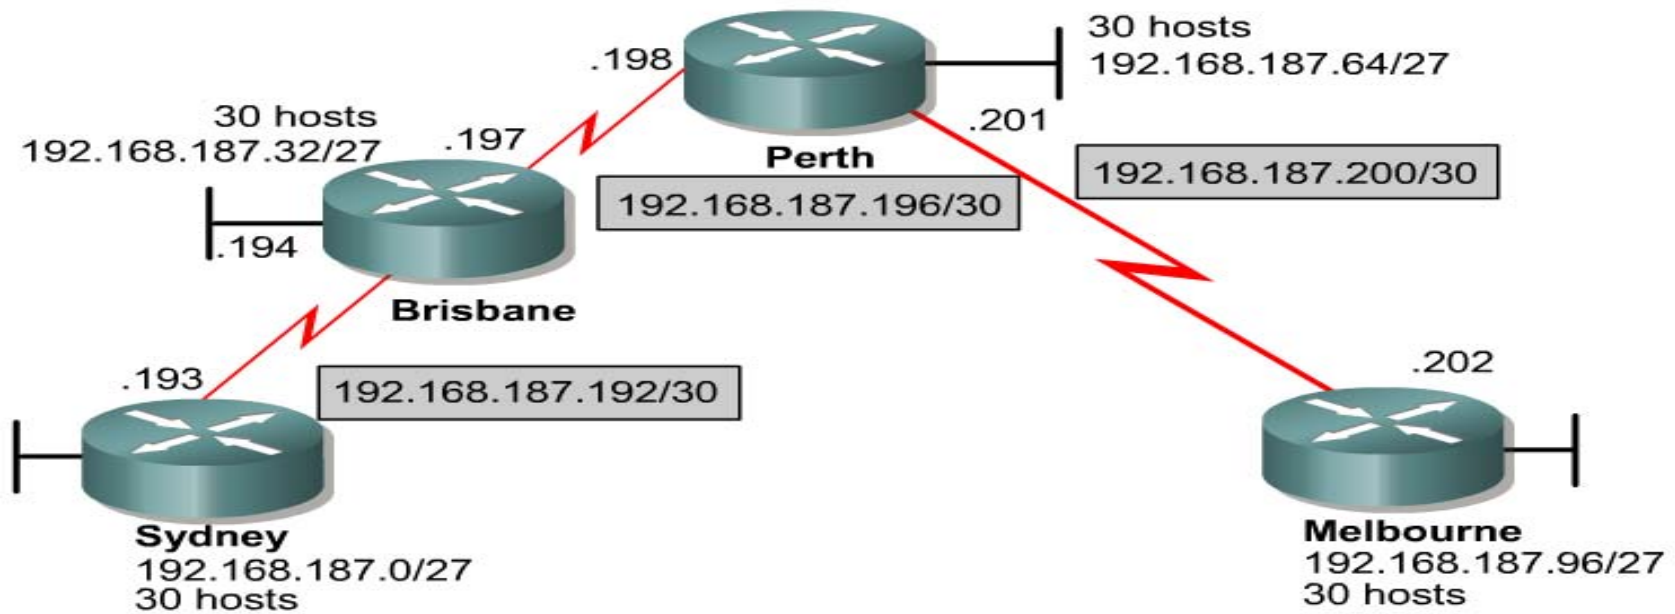 30 hosts
192.168.187.64/27
.198
30 hosts
192.168.187.32/27
.197
.201
Perth
192.168.187.200/30
192.168.187.196/30
.194
Brisbane
.193
192.168.187.192/30
.202
Sydney
192.168.187.0/27
30 hosts
Melbourne
192.168.187.96/27
30 hosts